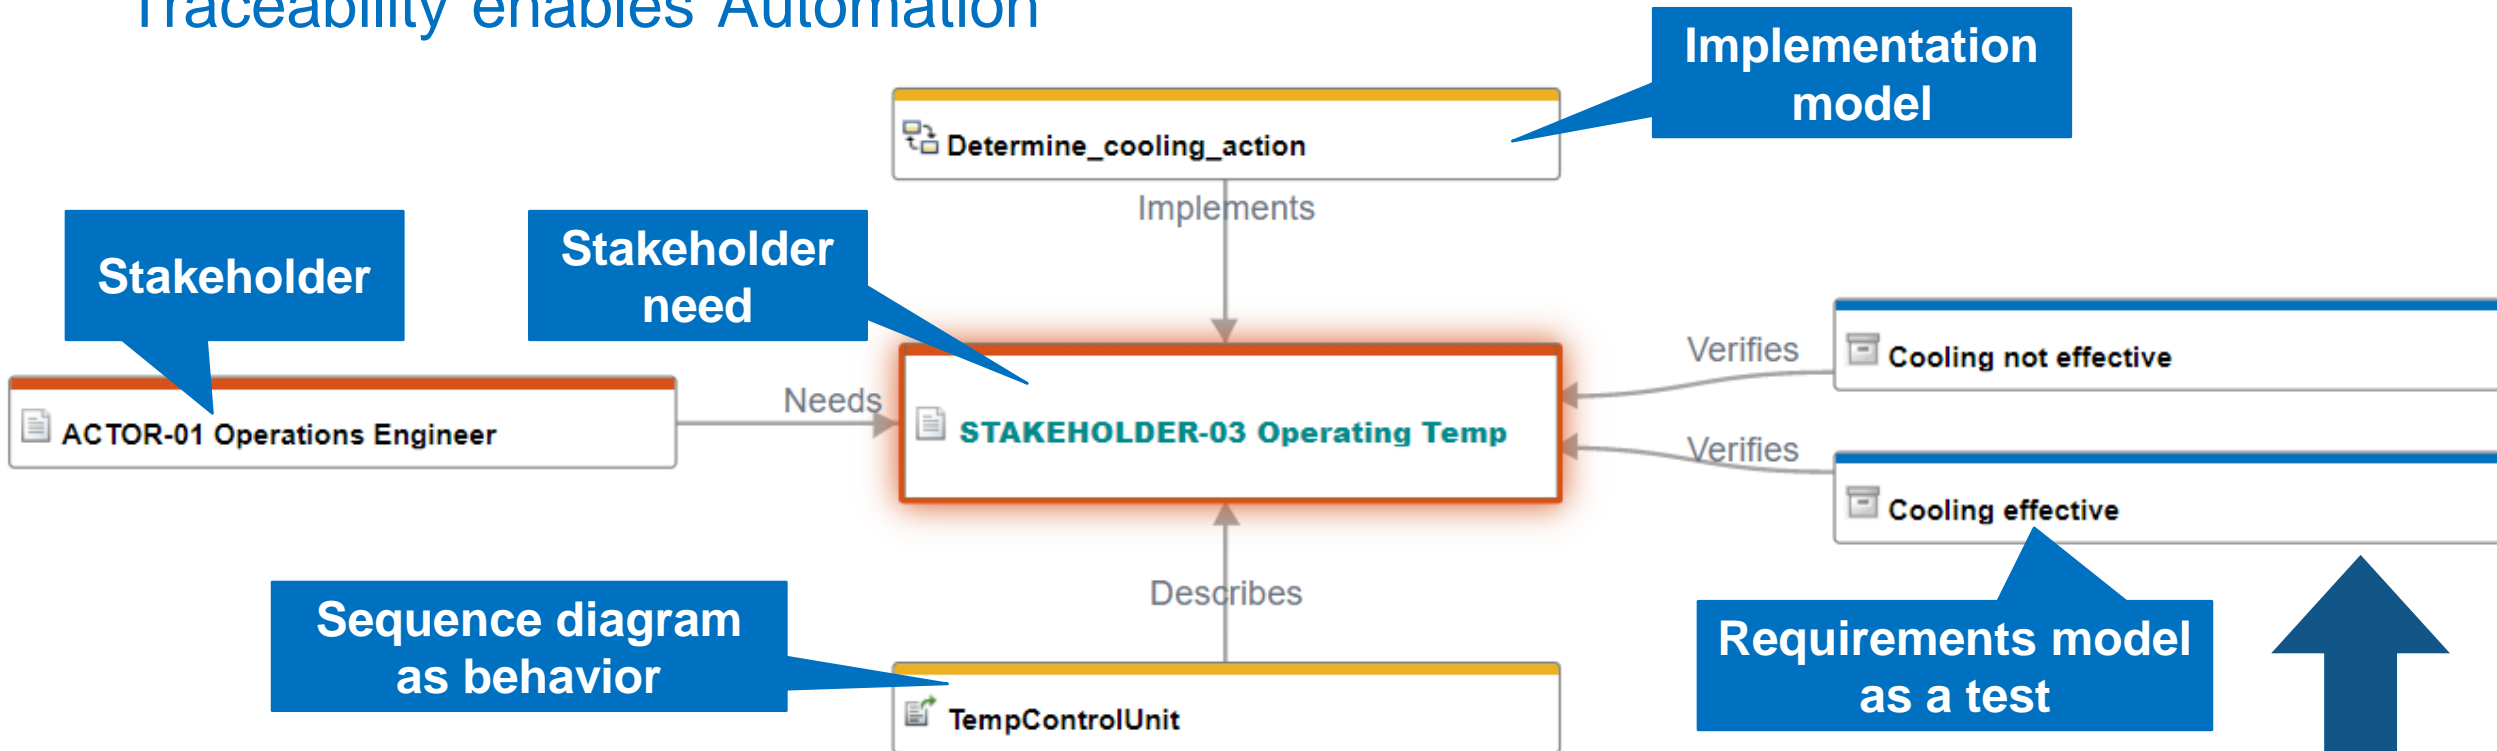 Traceability enables Automation
Implementation
model
Determine_cooling_action
Implements
Stakeholder
Stakeholder
need
Verifies
Cooling not effective
Needs
ACTOR-01 Operations Engineer
STAKEHOLDER-03 Operating Temp
Verifies
Cooling effective
Describes
Sequence diagram
as behavior
Requirements model
as a test
TempControlUnit